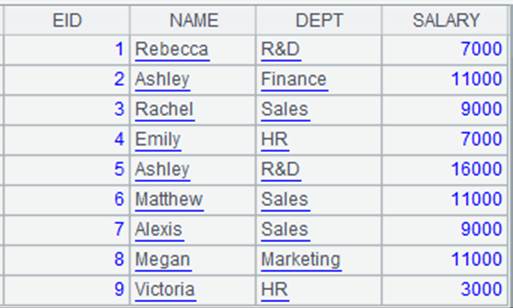 EID NAME DEPT SALARY
1 Rebecca R&D 7000
2 Ashley Finance 11000
3 Rachel Sales 9000
4 Emily HR 7000
5 Ashley R&D 16000
6 Matthew Sales 11000
7 Alexis Sales 9000
8 Megan Marketing 11000
9 Victoria HR 3000